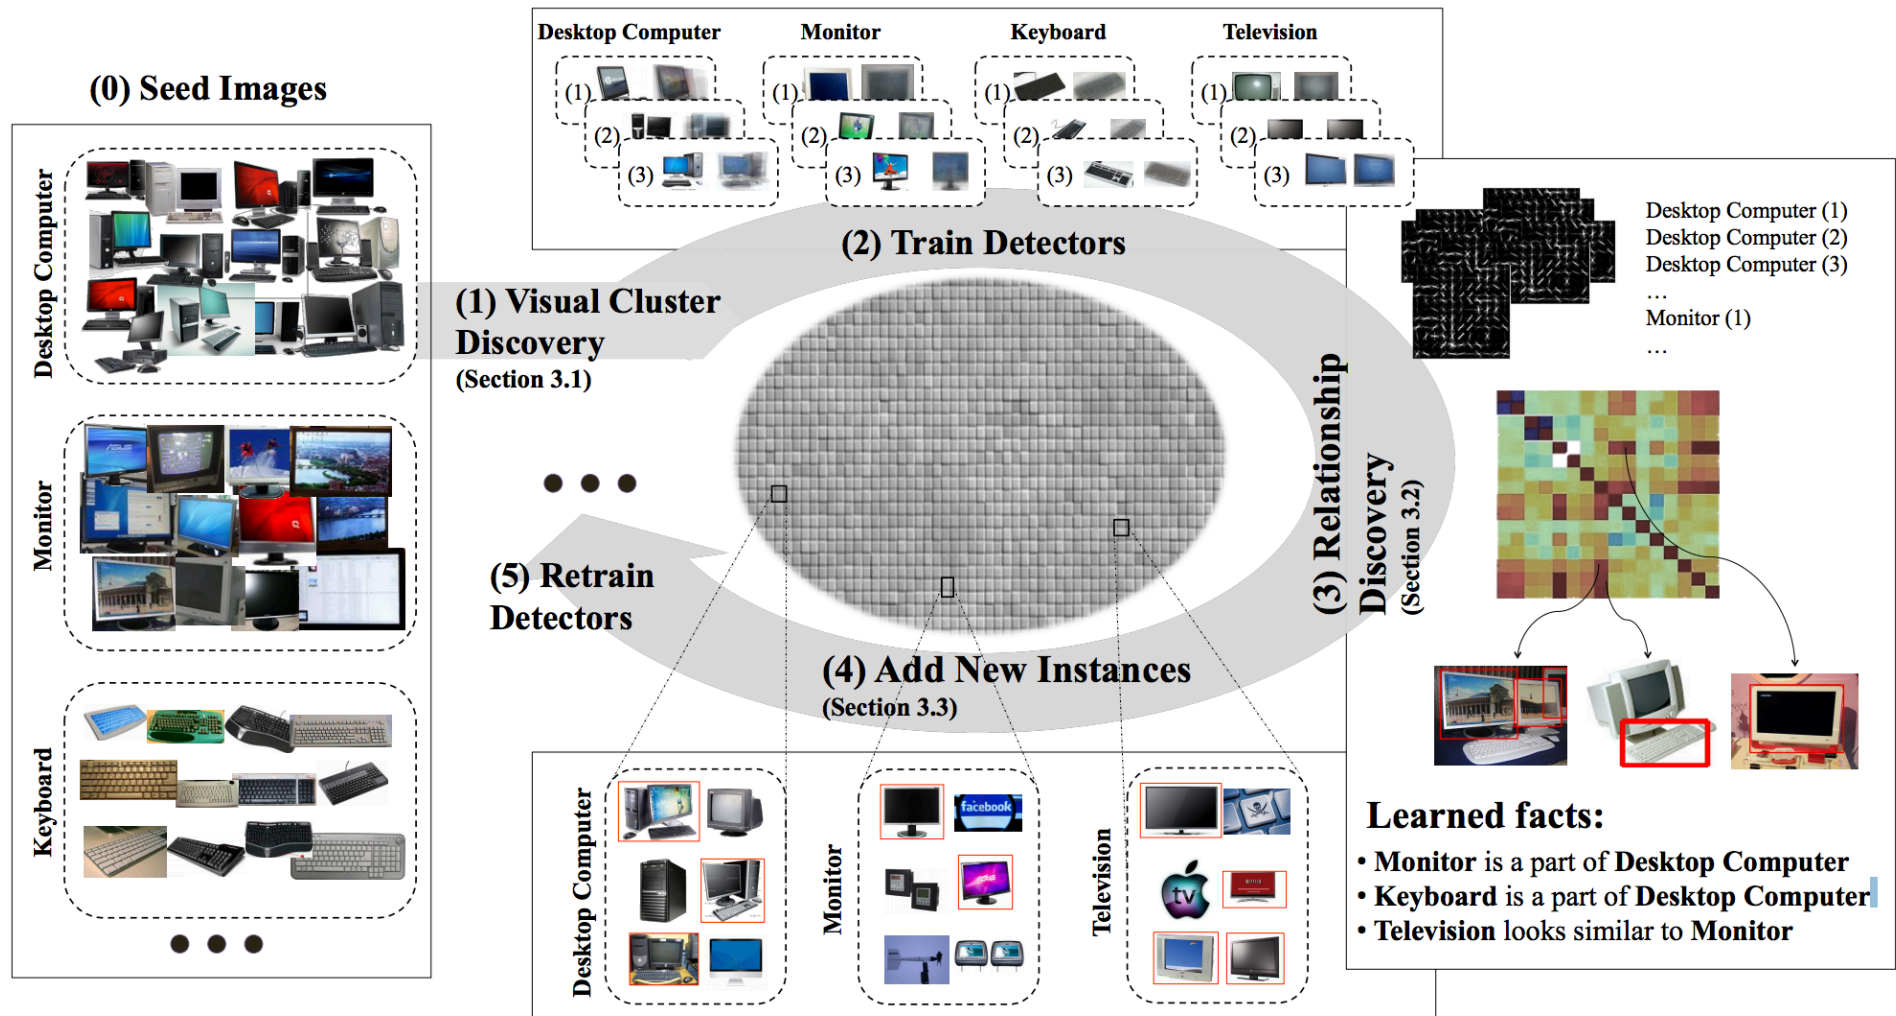 (0) Seed Images
Desktop Computer
Monitor
Keyboard
Desktop Computer
(1)
(2)
(3)
Monitor
(1)
(2)
(3)
Keyboard
(1)
(2)
(3)
Television
(1)
(2)
(3)
(1) Visual Cluster
Discovery
(Section 3.1)
(2) Train Detectors
(3) Relationship
Discovery
(Section 3.2)
(4) Add New Instances
(Section 3.3)
(5) Retrain
Detectors
Desktop Computer (1)
Desktop Computer (2)
Desktop Computer (3)
...
Monitor (1)
...
Desktop Computer
Monitor
facebook
Television
tv
NETFLIX
Learned facts:
• Monitor is a part of Desktop Computer
• Keyboard is a part of Desktop Computer
• Television looks similar to Monitor
ASUS